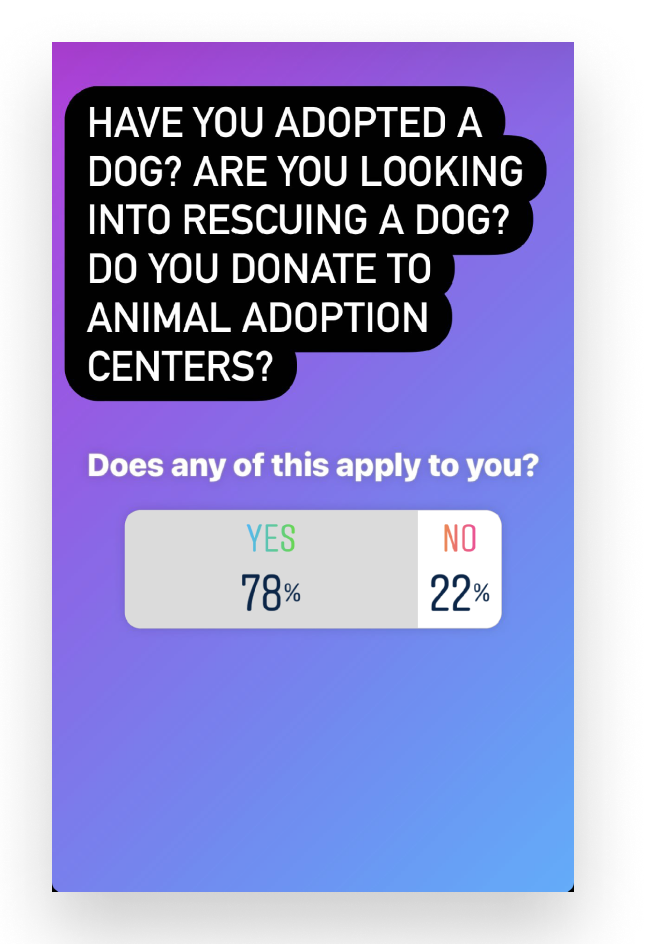 HAVE YOU ADOPTED A
DOG? ARE YOU LOOKING
INTO RESCUING A DOG?
DO YOU DONATE TO
ANIMAL ADOPTION
CENTERS?
Does any of this apply to you?
YES NO
78% 22%